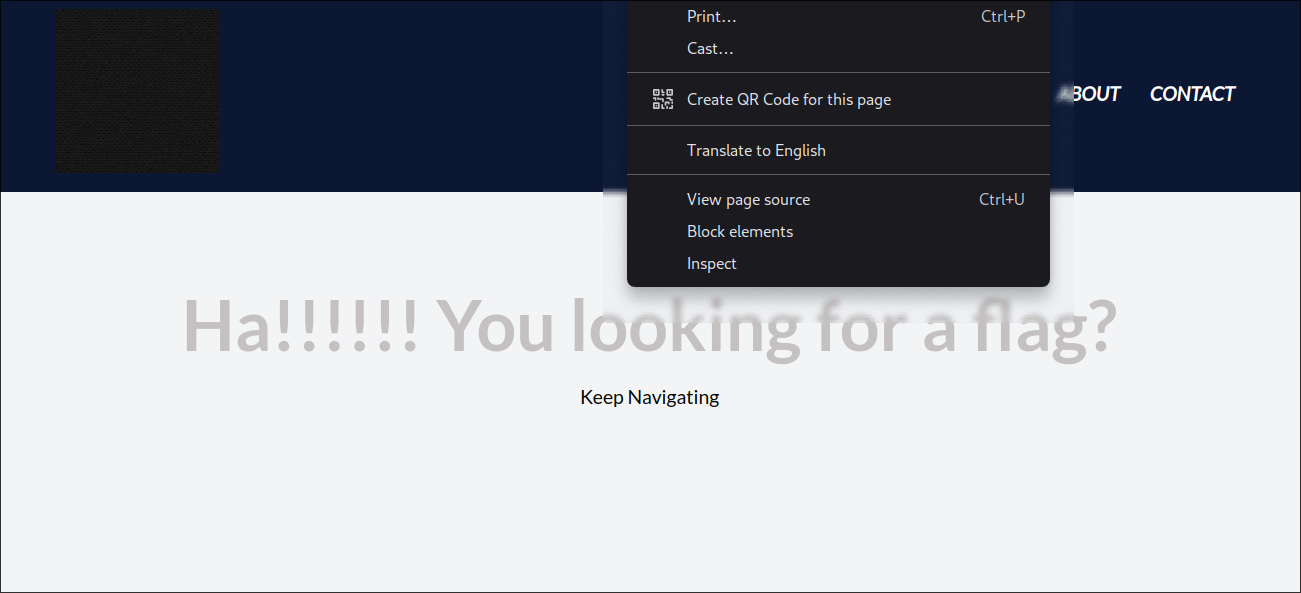 Print… Ctrl+P
Cast…
Create QR Code for this page
ABOUT CONTACT
Translate to English
View page source Ctrl+U
Block elements
Inspect
Ha!!!!!! You looking for a flag?
Keep Navigating